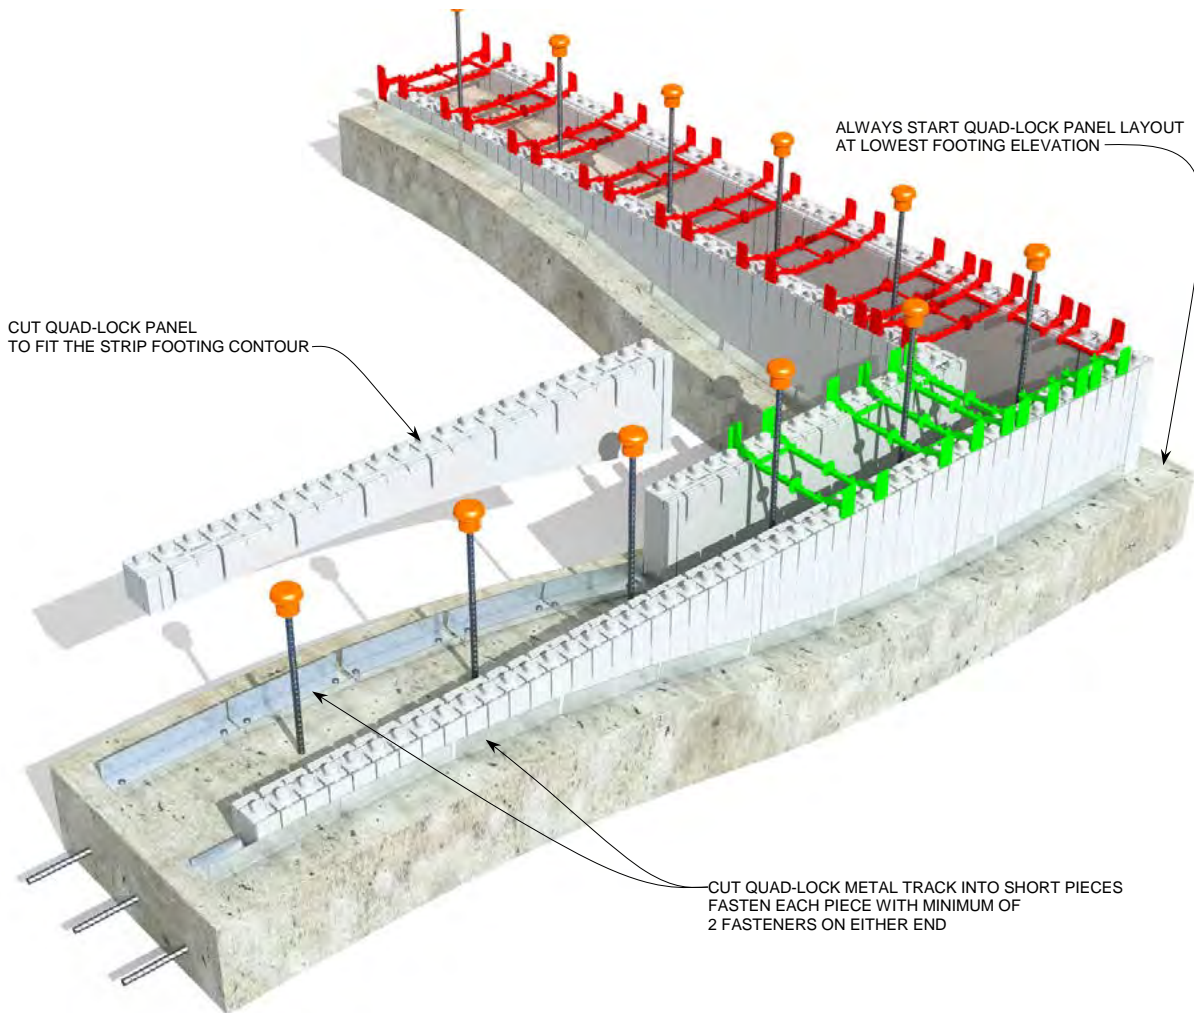 ALWAYS START QUAD-LOCK PANEL LAYOUT
AT LOWEST FOOTING ELEVATION
CUT QUAD-LOCK PANEL
TO FIT THE STRIP FOOTING CONTOUR
CUT QUAD-LOCK METAL TRACK INTO SHORT PIECES
FASTEN EACH PIECE WITH MINIMUM OF
2 FASTENERS ON EITHER END